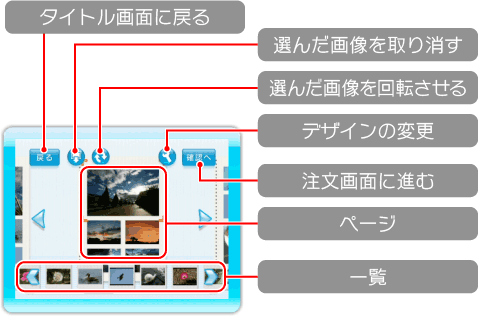 タイトル画面に戻る
選んだ画像を取り消す
選んだ画像を回転させる
デザインの変更
戻る
確認へ
注文画面に進む
ページ
一覧